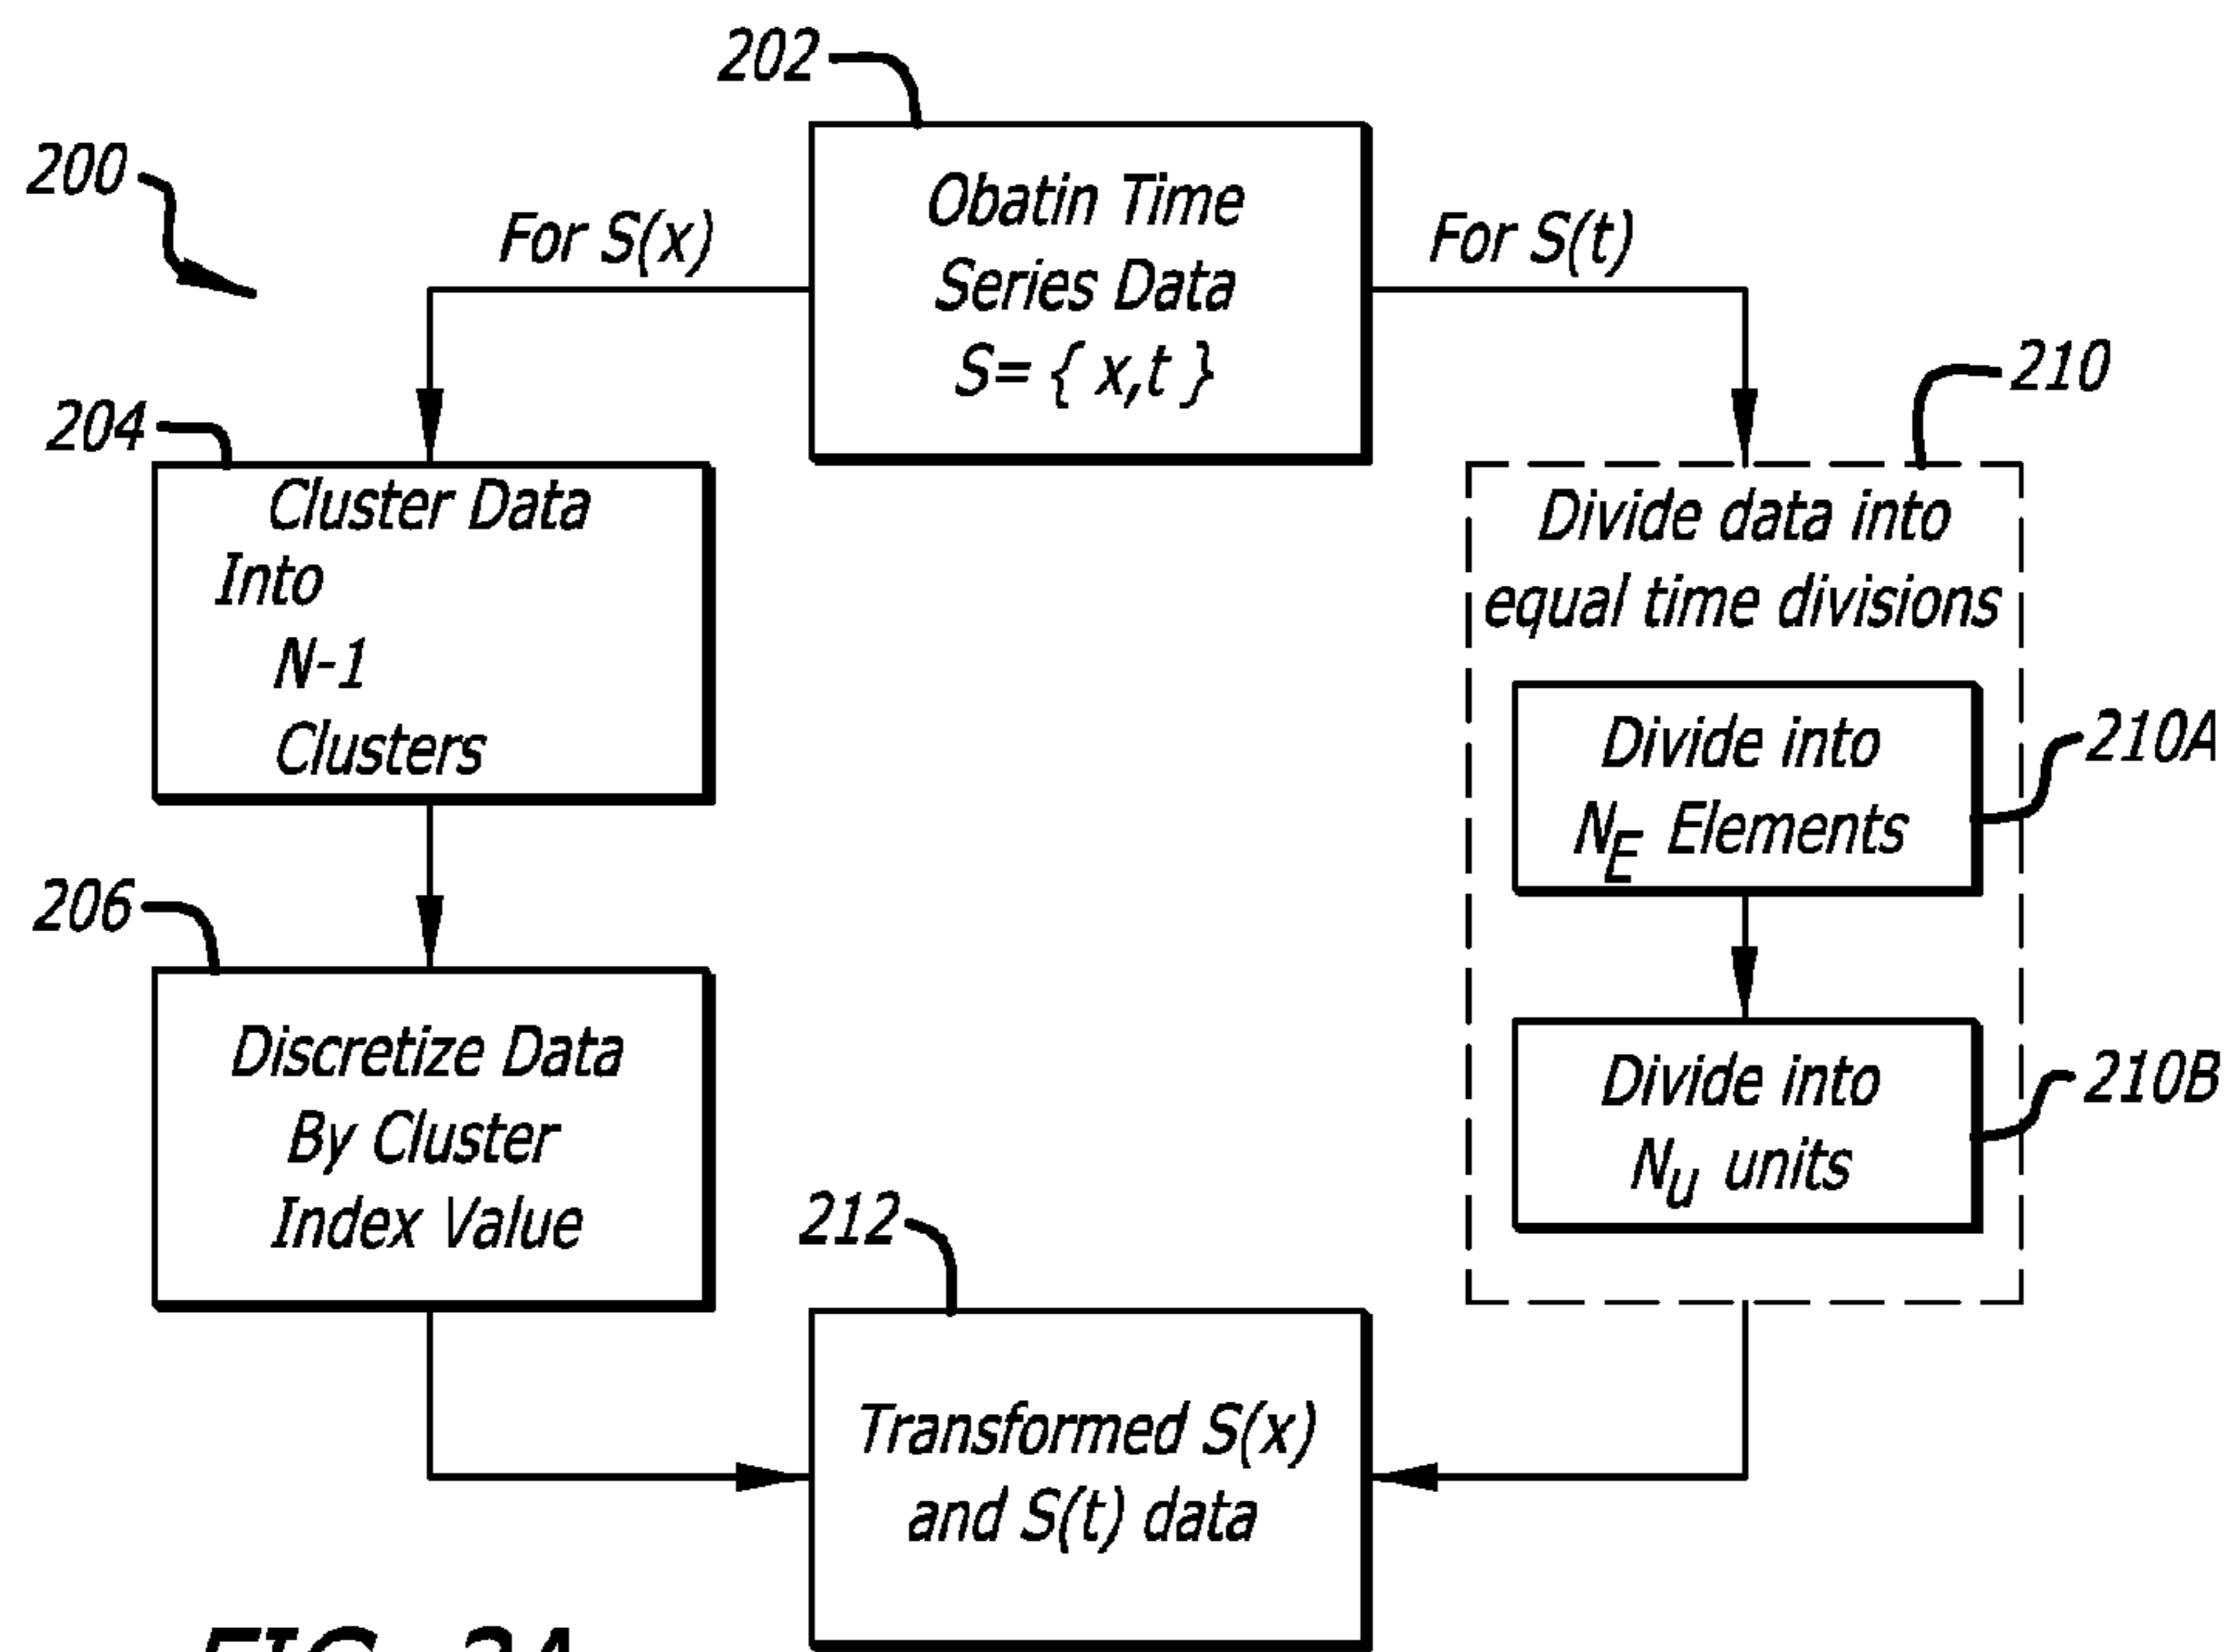 202
200
Obatin Time
Series Data
S= { x,t }
For S(x)
For S(t)
210
204
Cluster Data
Into
N-1
Clusters
Divide data into
equal time divisions
Divide into
N_E Elements
210A
206
Discretize Data
By Cluster
Index Value
Divide into
N_U units
210B
212
Transformed S(x)
and S(t) data